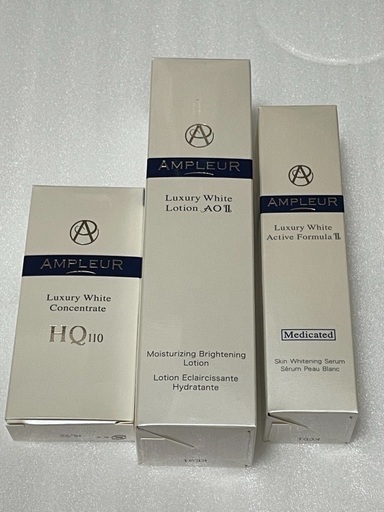 AMPLEUR
Luxury White
Concentrate
HQ110
AMPLEUR
Luxury White
Lotion AO II
Moisturizing Brightening
Lotion
Lotion Eclaircissante
Hydratante
AMPLEUR
Luxury White
Active Formula II
Medicated
Skin Whitening Serum
Sérum Peau Blanc